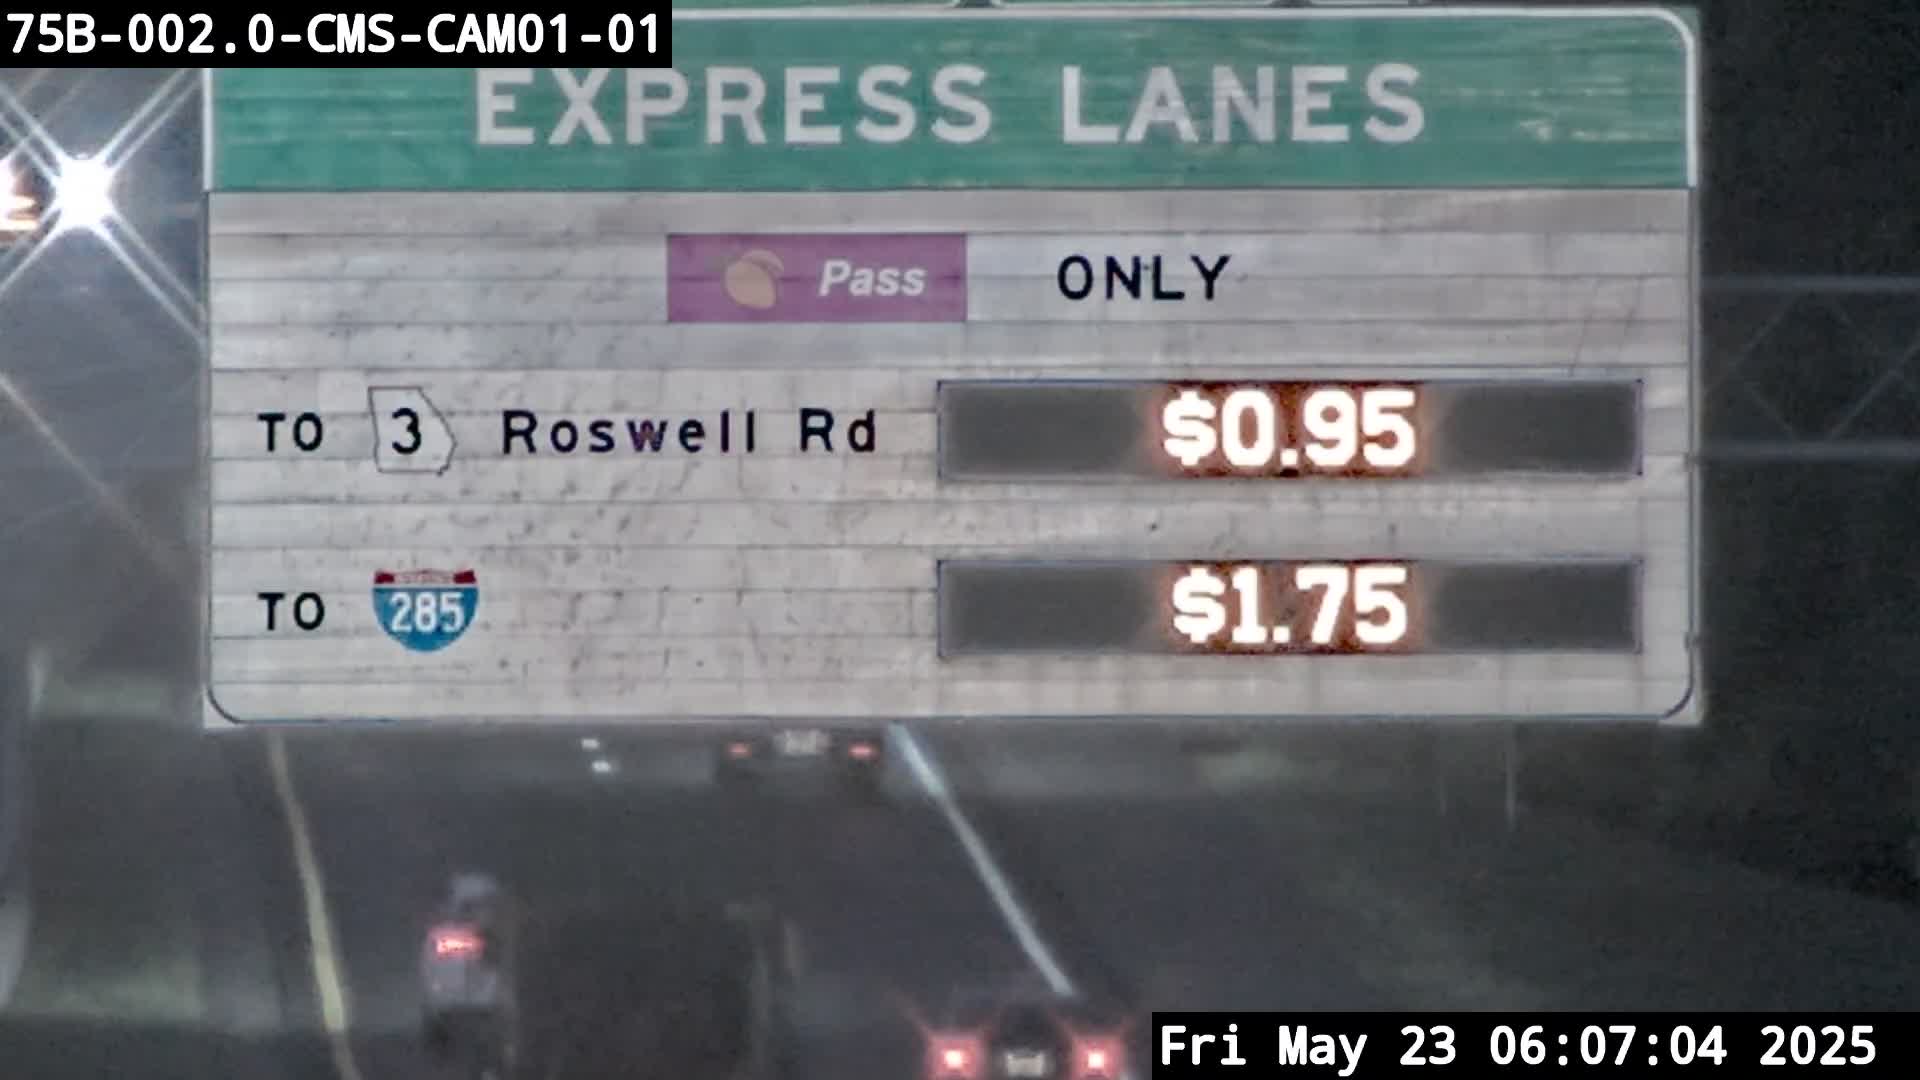 75B-002.0-CMS-CAM01-01
EXPRESS LANES
Pass ONLY
TO 3 Roswell Rd $0.95
TO 285 $1.75
Fri May 23 06:07:04 2025